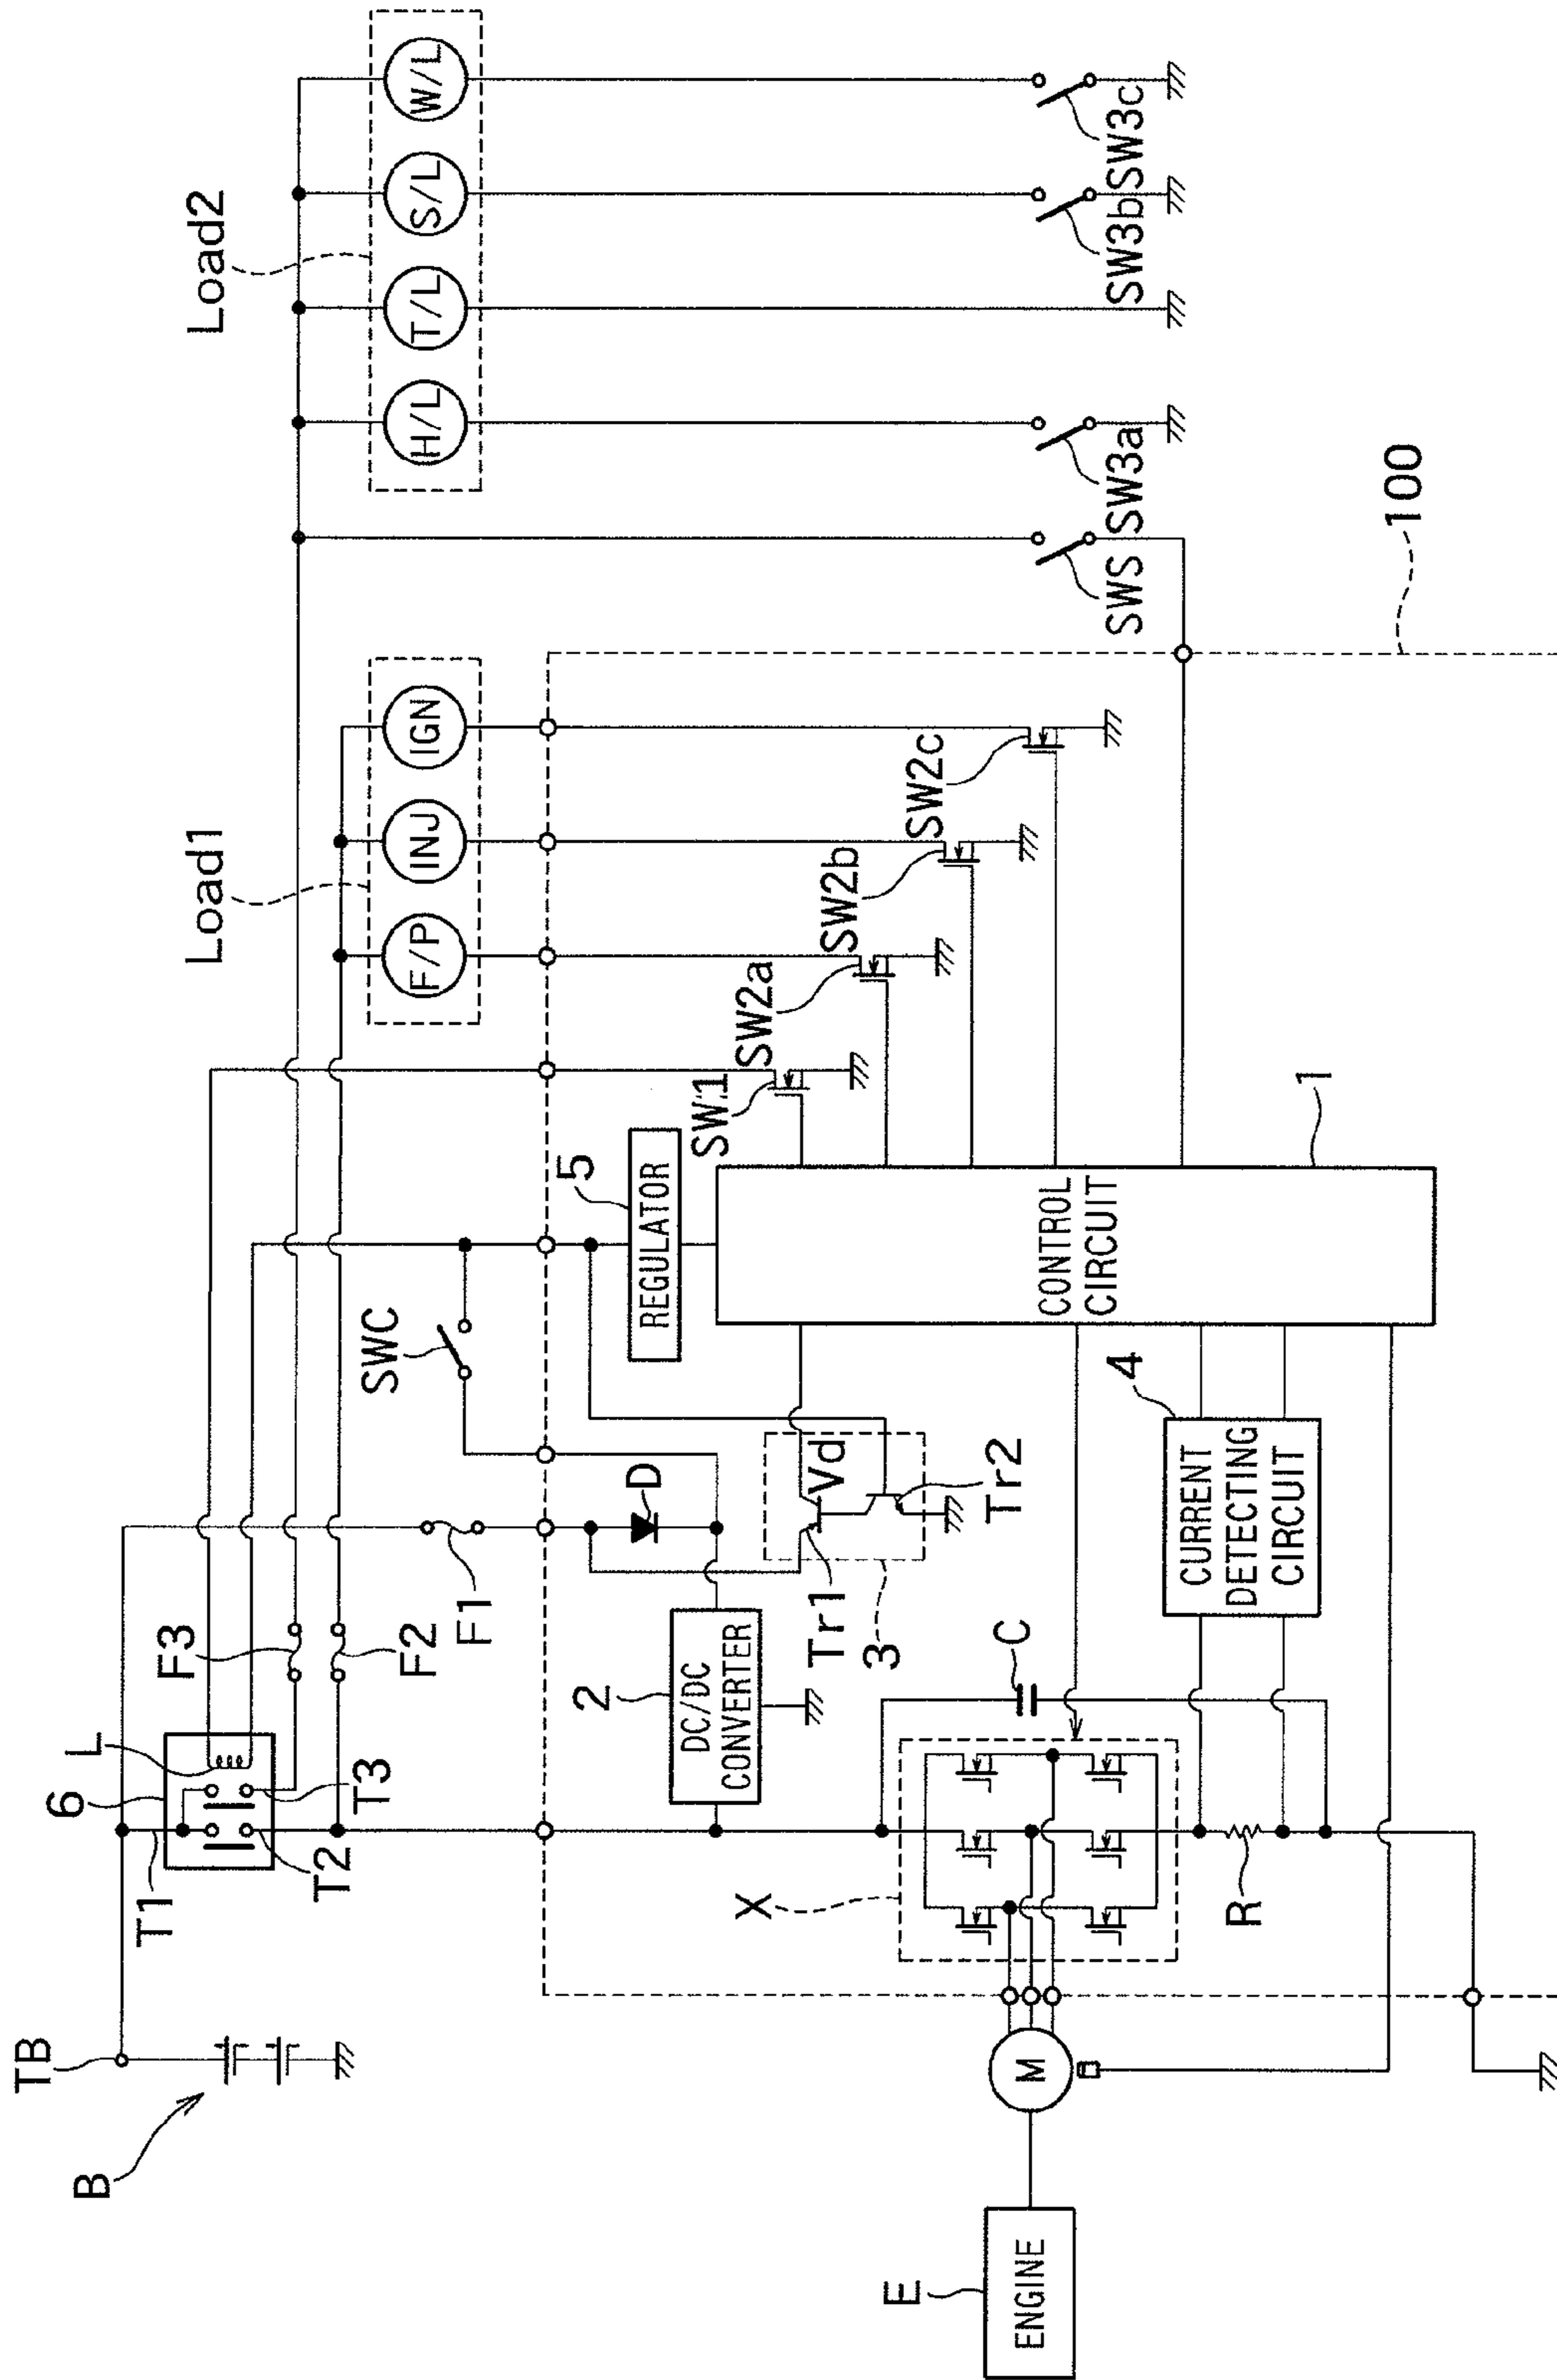 TB
B
T1
6
L
T2
T3
F3
F2
F1
SWC
Load1
F/P
INJ
IGN
Load2
H/L
T/L
S/L
W/L
2
DC/DC
CONVERTER
D
5
REGULATOR
SW1
SW2a
SW2b
SW2c
Tr1
Vd
Tr2
3
X
C
R
4
CURRENT
DETECTING
CIRCUIT
CONTROL
CIRCUIT
1
SWS
SW3a
SW3b
SW3c
100
M
E
ENGINE